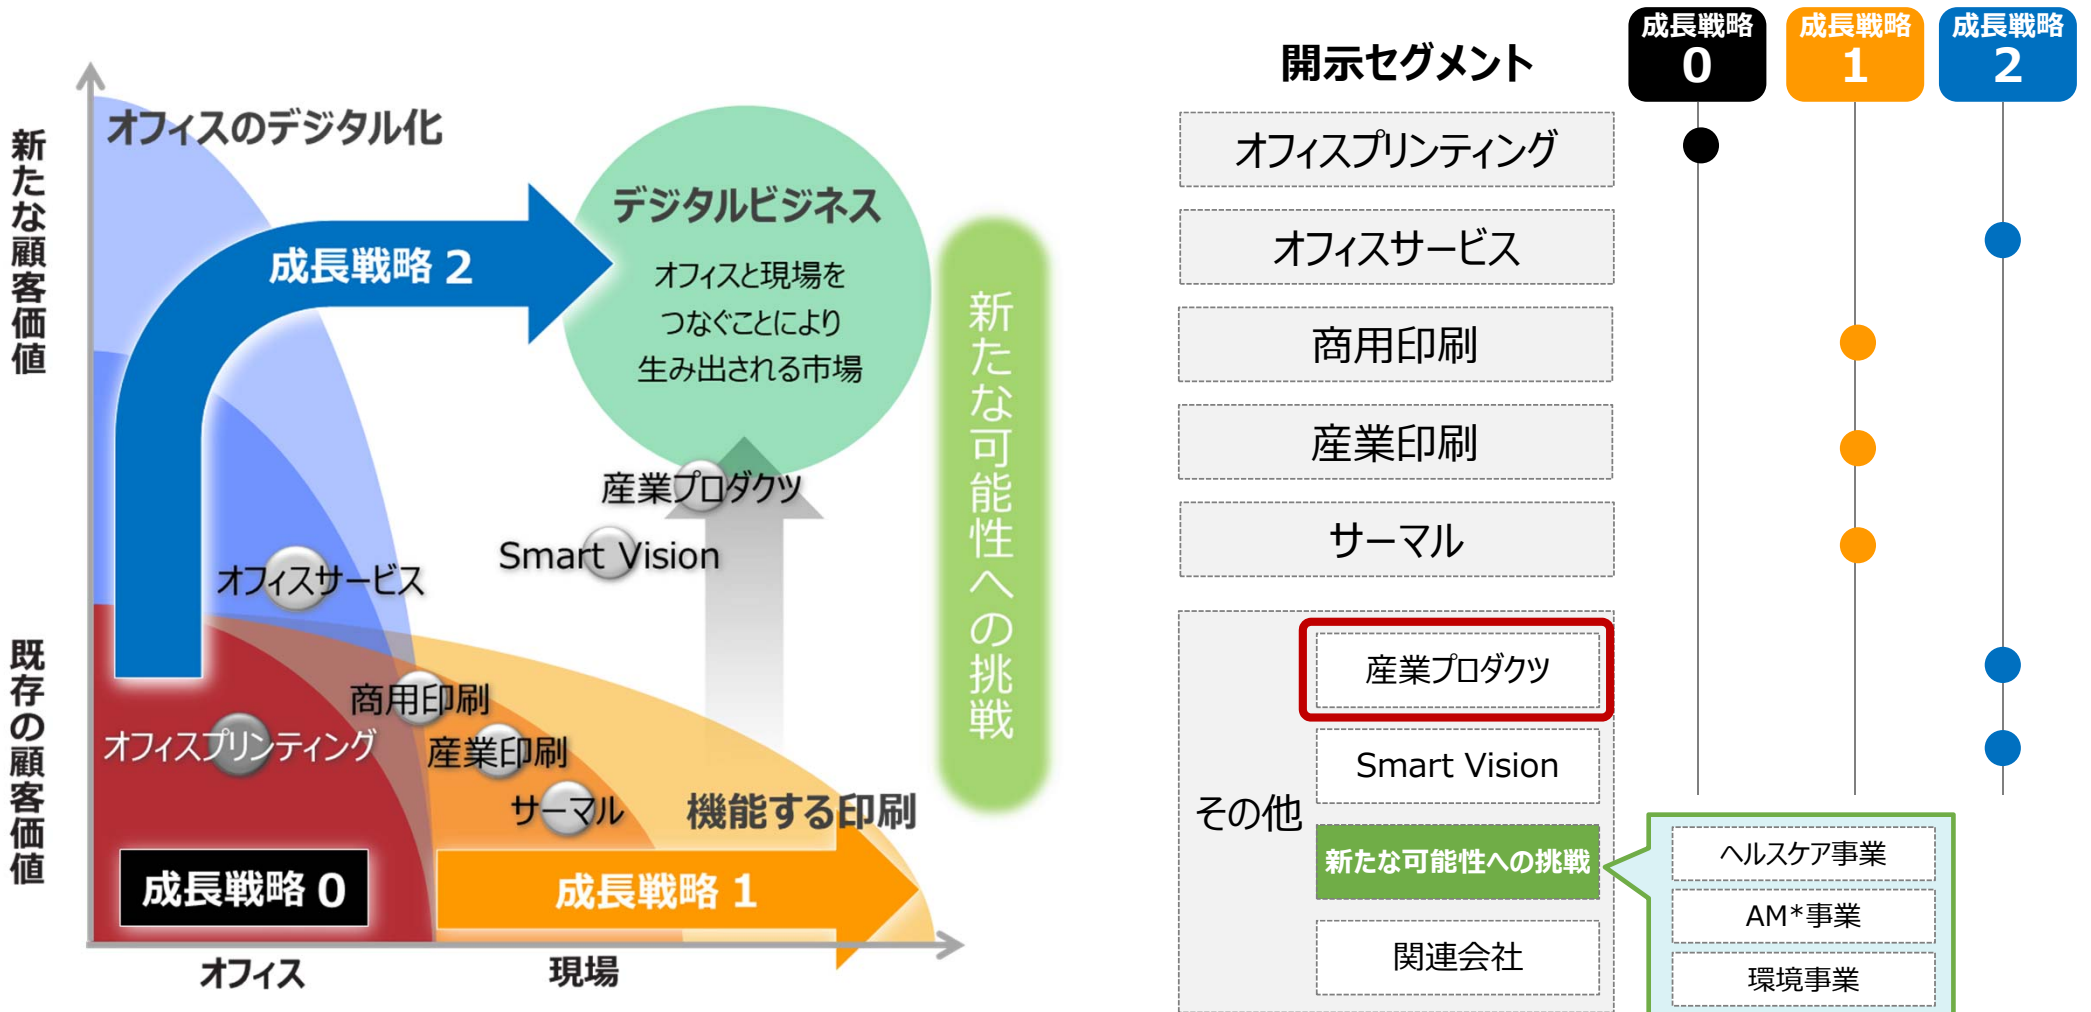 新たな顧客価値
既存の顧客価値
オフィスのデジタル化
デジタルビジネス
オフィスと現場を
つなぐことにより
生み出される市場
成長戦略 2
新たな可能性への挑戦
産業プロダクツ
Smart Vision
オフィスサービス
商用印刷
オフィスプリンティング
産業印刷
サーマル
機能する印刷
成長戦略 0
成長戦略 1
オフィス
現場
開示セグメント
成長戦略
0
成長戦略
1
成長戦略
2
オフィスプリンティング
オフィスサービス
商用印刷
産業印刷
サーマル
その他
産業プロダクツ
Smart Vision
新たな可能性への挑戦
関連会社
ヘルスケア事業
AM*事業
環境事業